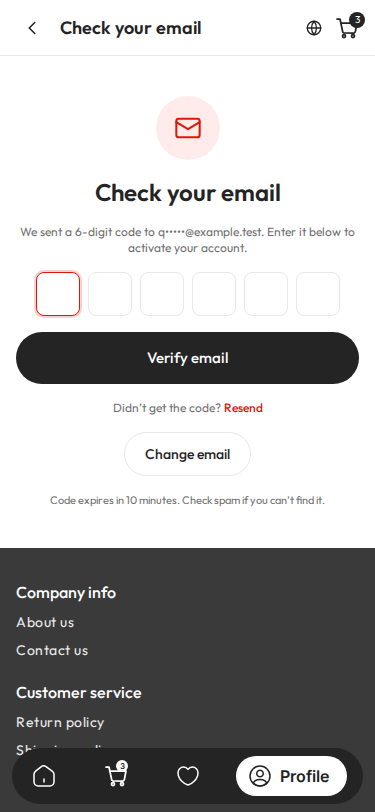 Check your email
3
Check your email
We sent a 6-digit code to q•••••@example.test. Enter it below to
activate your account.
Verify email
Didn't get the code? Resend
Change email
Code expires in 10 minutes. Check spam if you can't find it.
Company info
About us
Contact us
Customer service
Return policy
3
Profile